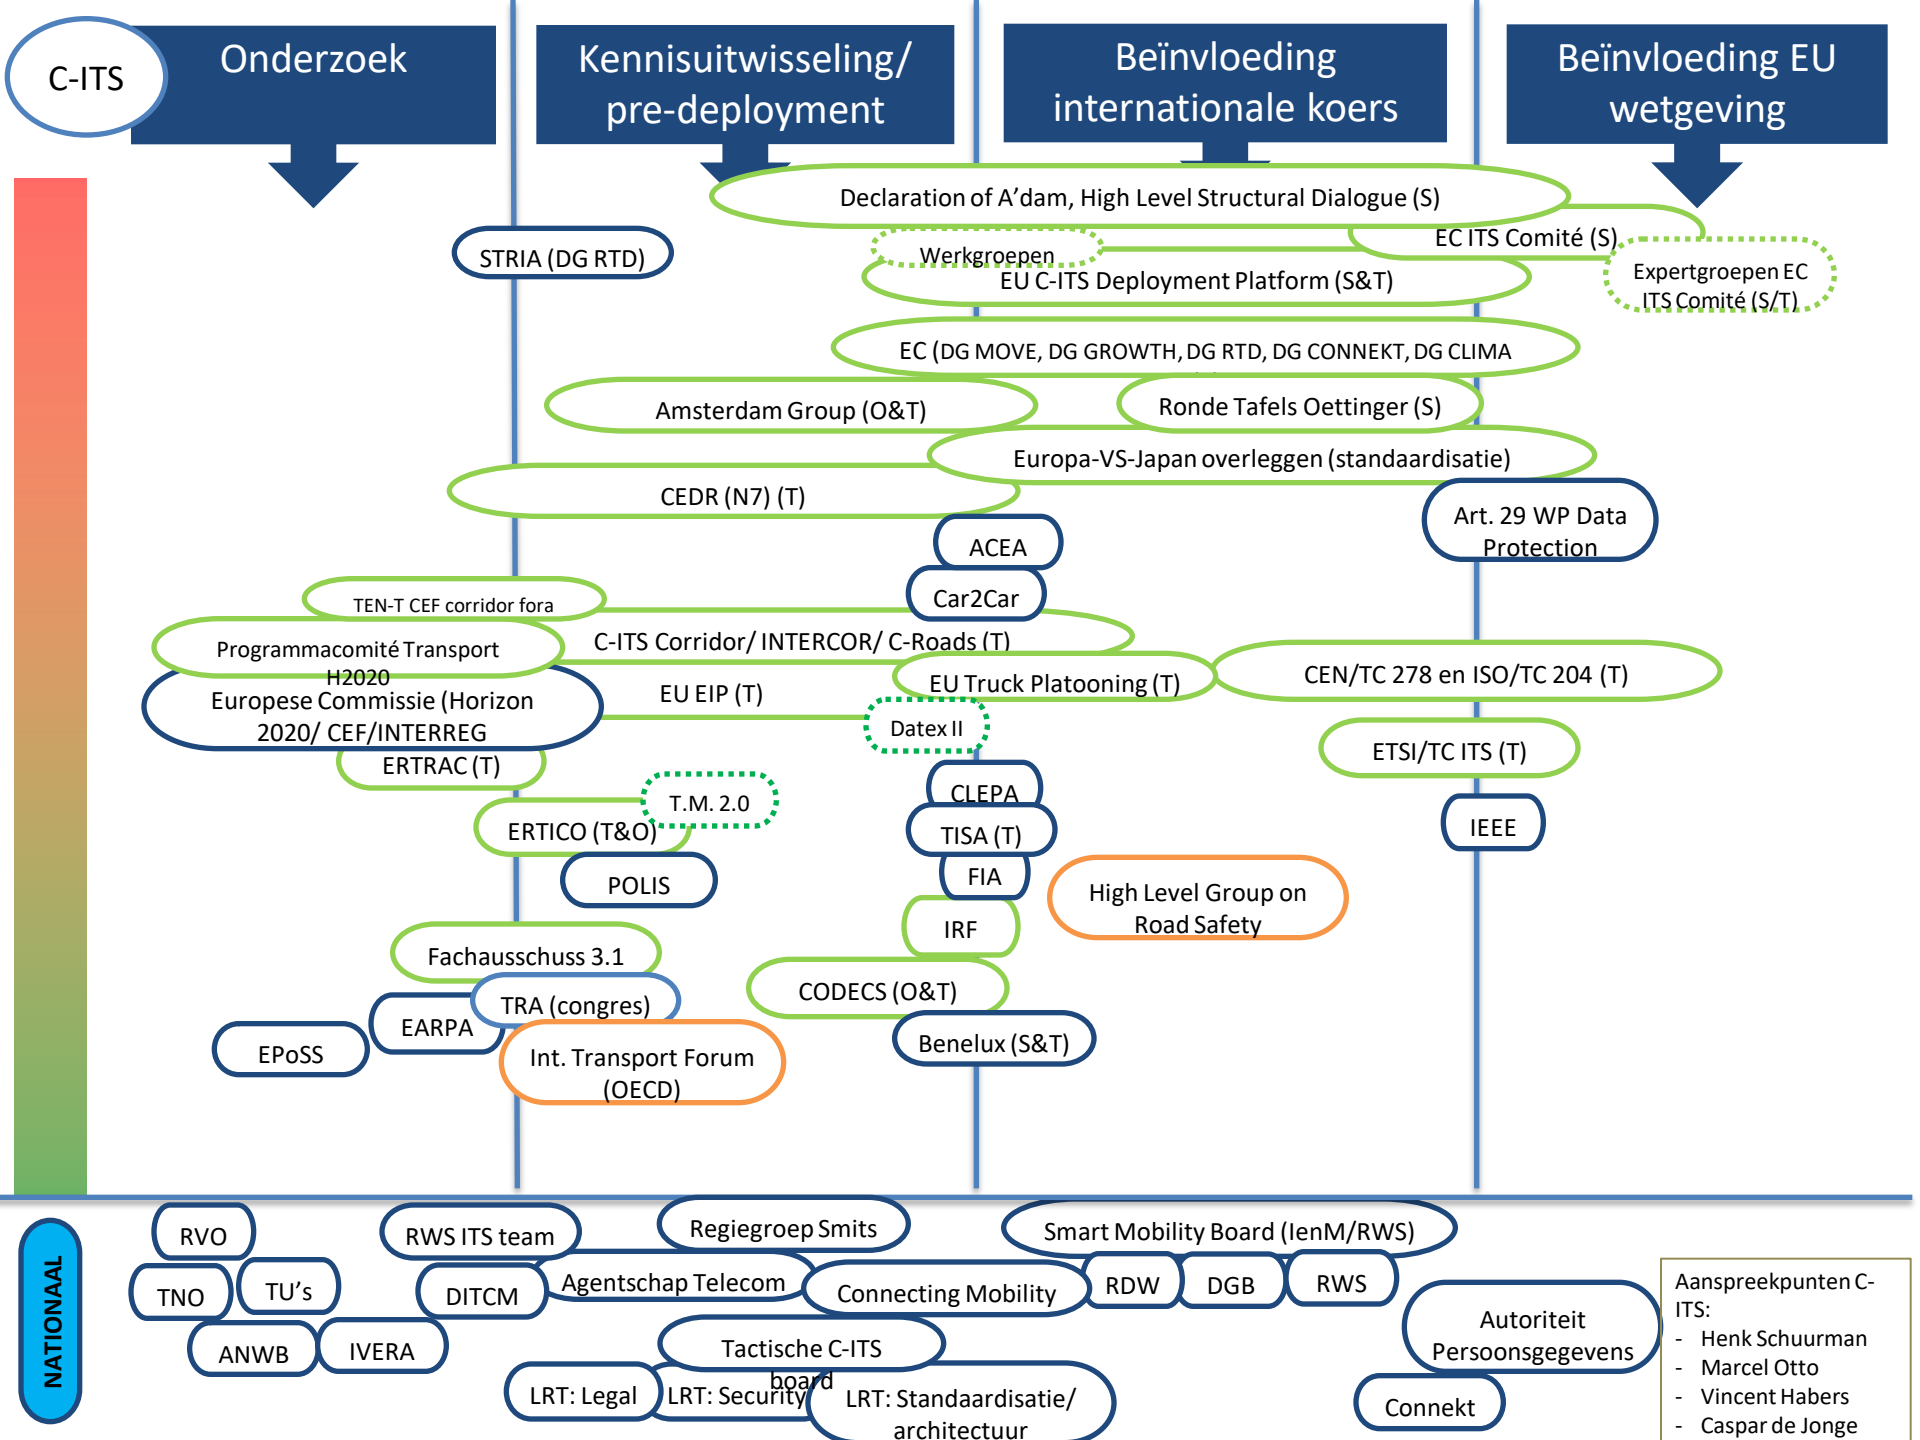 C-ITS
Onderzoek
Kennisuitwisseling/
pre-deployment
Beïnvloeding
internationale koers
Beïnvloeding EU
wetgeving
Declaration of A'dam, High Level Structural Dialogue (S)
STRIA (DG RTD)
Werkgroepen
EC ITS Comité (S)
EU C-ITS Deployment Platform (S&T)
Expertgroepen EC
ITS Comité (S/T)
EC (DG MOVE, DG GROWTH, DG RTD, DG CONNEKT, DG CLIMA
Amsterdam Group (O&T)
Ronde Tafels Oettinger (S)
Europa-VS-Japan overleggen (standaardisatie)
CEDR (N7) (T)
Art. 29 WP Data
Protection
ACEA
Car2Car
TEN-T CEF corridor fora
C-ITS Corridor/ INTERCOR/ C-Roads (T)
Programmacomité Transport
H2020
EU Truck Platooning (T)
CEN/TC 278 en ISO/TC 204 (T)
Europese Commissie (Horizon
2020/ CEF/INTERREG
EU EIP (T)
Datex II
ETSI/TC ITS (T)
ERTRAC (T)
T.M. 2.0
CLEPA
ERTICO (T&O)
TISA (T)
IEEE
POLIS
FIA
High Level Group on
Road Safety
IRF
Fachausschuss 3.1
CODECS (O&T)
TRA (congres)
EARPA
EPoSS
Int. Transport Forum
(OECD)
Benelux (S&T)
NATIONAAL
RVO
RWS ITS team
Regiegroep Smits
Smart Mobility Board (IenM/RWS)
TNO
TU's
DITCM
Agentschap Telecom
Connecting Mobility
RDW
DGB
RWS
ANWB
IVERA
Tactische C-ITS
board
Autoriteit
Persoonsgegevens
LRT: Legal
LRT: Security
LRT: Standaardisatie/
architectuur
Connekt
Aanspreekpunten C-
ITS:
- Henk Schuurman
- Marcel Otto
- Vincent Habers
- Caspar de Jonge